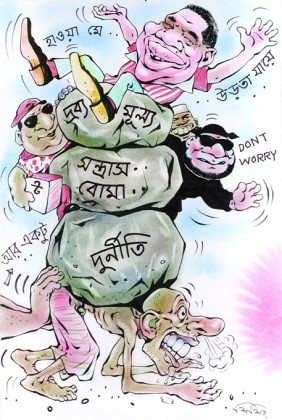 হাওয়া মে..
উড়তা যায়ে
দ্রব্য মূল্য
DON'T
WORRY
সন্ত্রাস..
বোমা..
আর একটু
দুর্নীতি